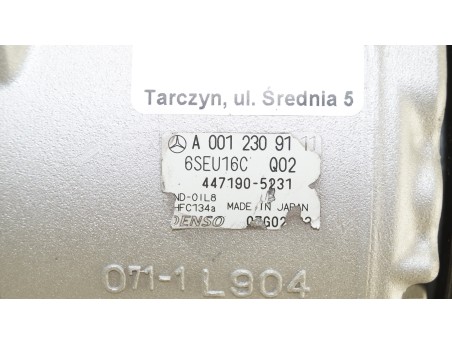 Tarczyn, ul. Średnia 5
A 001 230 91 11
6SEU16C Q02
447190-5231
ND-OIL8
HFC134a MADE IN JAPAN
DENSO 07G02
071-1 L904